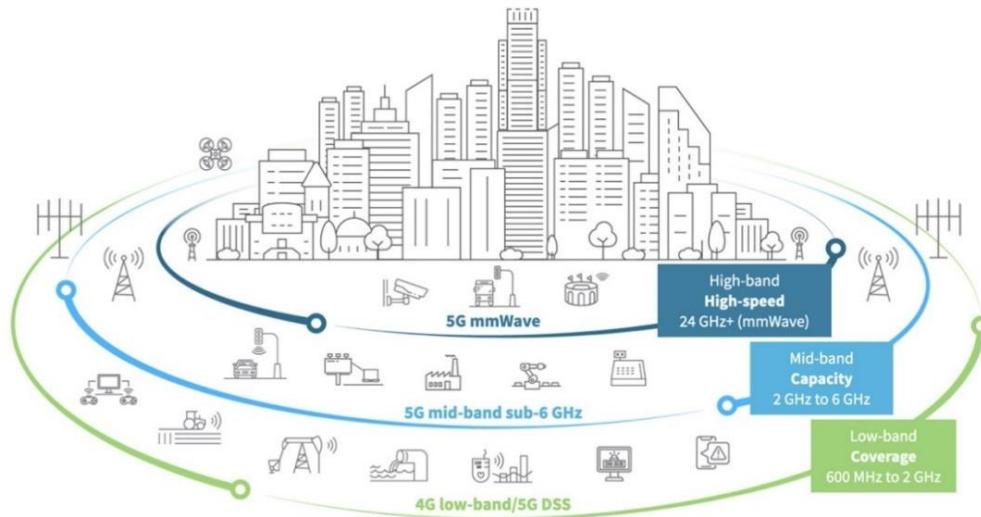 High-band
High-speed
24 GHz+ (mmWave)
5G mmWave
Mid-band
Capacity
2 GHz to 6 GHz
5G mid-band sub-6 GHz
Low-band
Coverage
600 MHz to 2 GHz
4G low-band/5G DSS